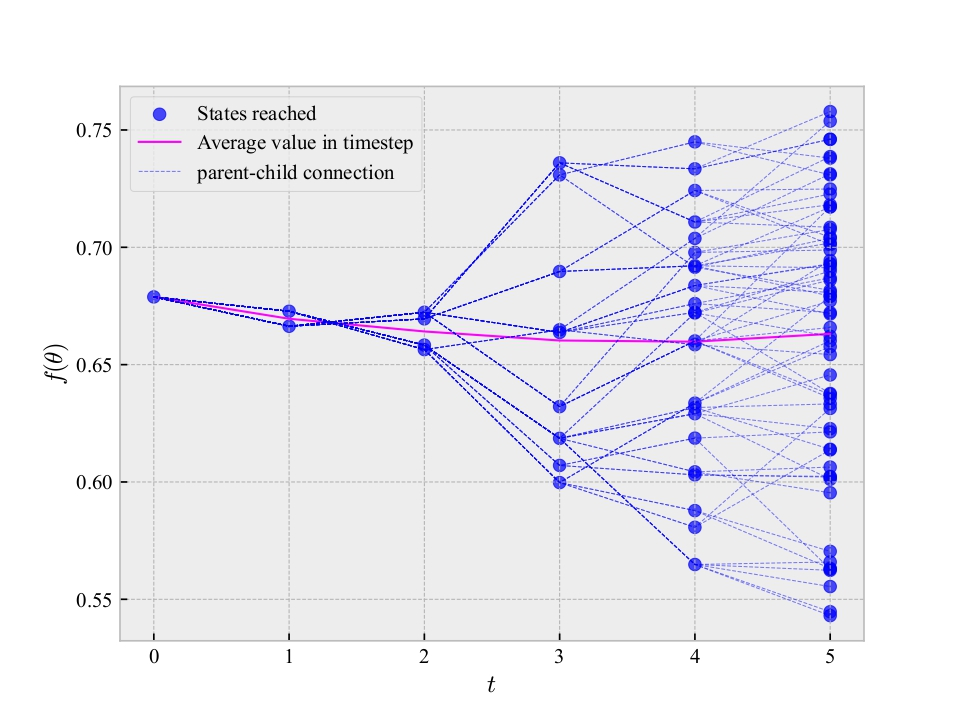 States reached
Average value in timestep
parent-child connection
0.75
0.70
0.65
0.60
0.55
f(θ)
0 1 2 3 4 5
t